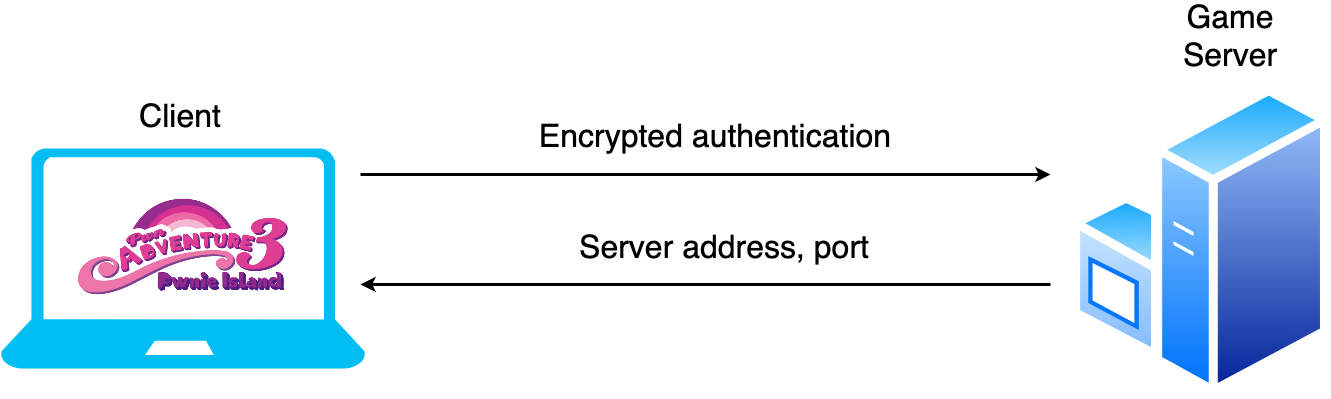 Game
Server
Client
Encrypted authentication
Pwn
ADVENTURE 3
Pwnie Island
Server address, port